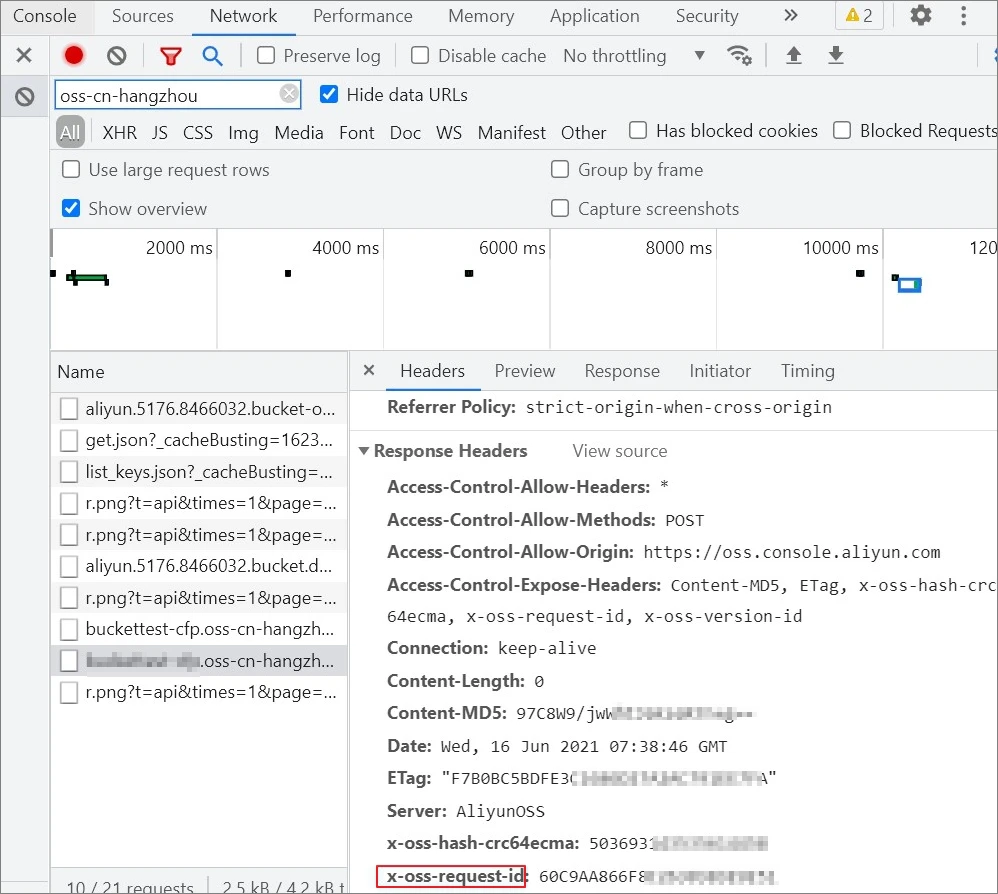 Console Sources Network Performance Memory Application Security » 2
Preserve log Disable cache No throttling
oss-cn-hangzhou Hide data URLs
All XHR JS CSS Img Media Font Doc WS Manifest Other Has blocked cookies Blocked Requests
Use large request rows Group by frame
Show overview Capture screenshots
2000 ms 4000 ms 6000 ms 8000 ms 10000 ms 120
Name
aliyun.5176.8466032.bucket-o...
get.json?_cacheBusting=1623...
list_keys.json?_cacheBusting=...
r.png?t=api&times=1&page=...
r.png?t=api&times=1&page=...
aliyun.5176.8466032.bucket.d...
r.png?t=api&times=1&page=...
buckettest-cfp.oss-cn-hangzh...
.oss-cn-hangzh...
r.png?t=api&times=1&page=...
10 / 21 requests 2.5 kB / 4.2 kB t
Headers Preview Response Initiator Timing
Referrer Policy: strict-origin-when-cross-origin
Response Headers View source
Access-Control-Allow-Headers: *
Access-Control-Allow-Methods: POST
Access-Control-Allow-Origin: https://oss.console.aliyun.com
Access-Control-Expose-Headers: Content-MD5, ETag, x-oss-hash-crc
64ecma, x-oss-request-id, x-oss-version-id
Connection: keep-alive
Content-Length: 0
Content-MD5: 97C8W9/jwW
Date: Wed, 16 Jun 2021 07:38:46 GMT
ETag: "F7B0BC5BDFE3C A"
Server: AliyunOSS
x-oss-hash-crc64ecma: 5036931
x-oss-request-id: 60C9AA866F8